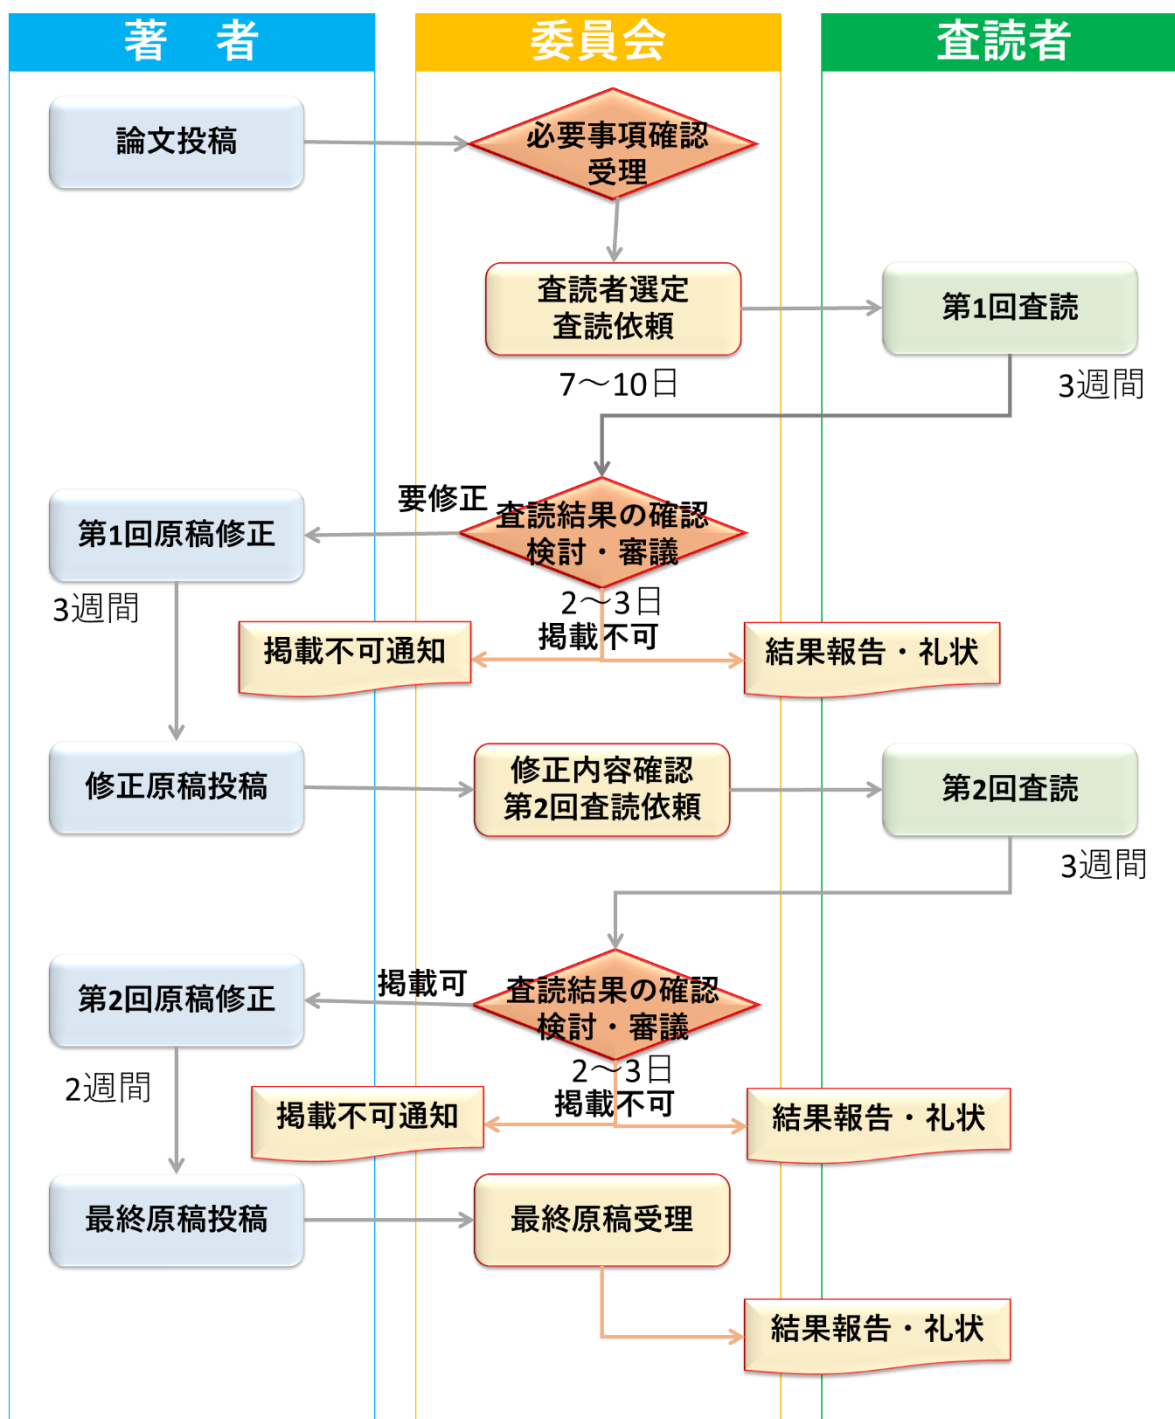 著　者
委員会
査読者
論文投稿
必要事項確認
受理
査読者選定
査読依頼
7～10日
第1回査読
3週間
要修正
査読結果の確認
検討・審議
2～3日
第1回原稿修正
3週間
掲載不可
掲載不可通知
結果報告・礼状
修正原稿投稿
修正内容確認
第2回査読依頼
第2回査読
3週間
掲載可
査読結果の確認
検討・審議
2～3日
第2回原稿修正
2週間
掲載不可
掲載不可通知
結果報告・礼状
最終原稿投稿
最終原稿受理
結果報告・礼状